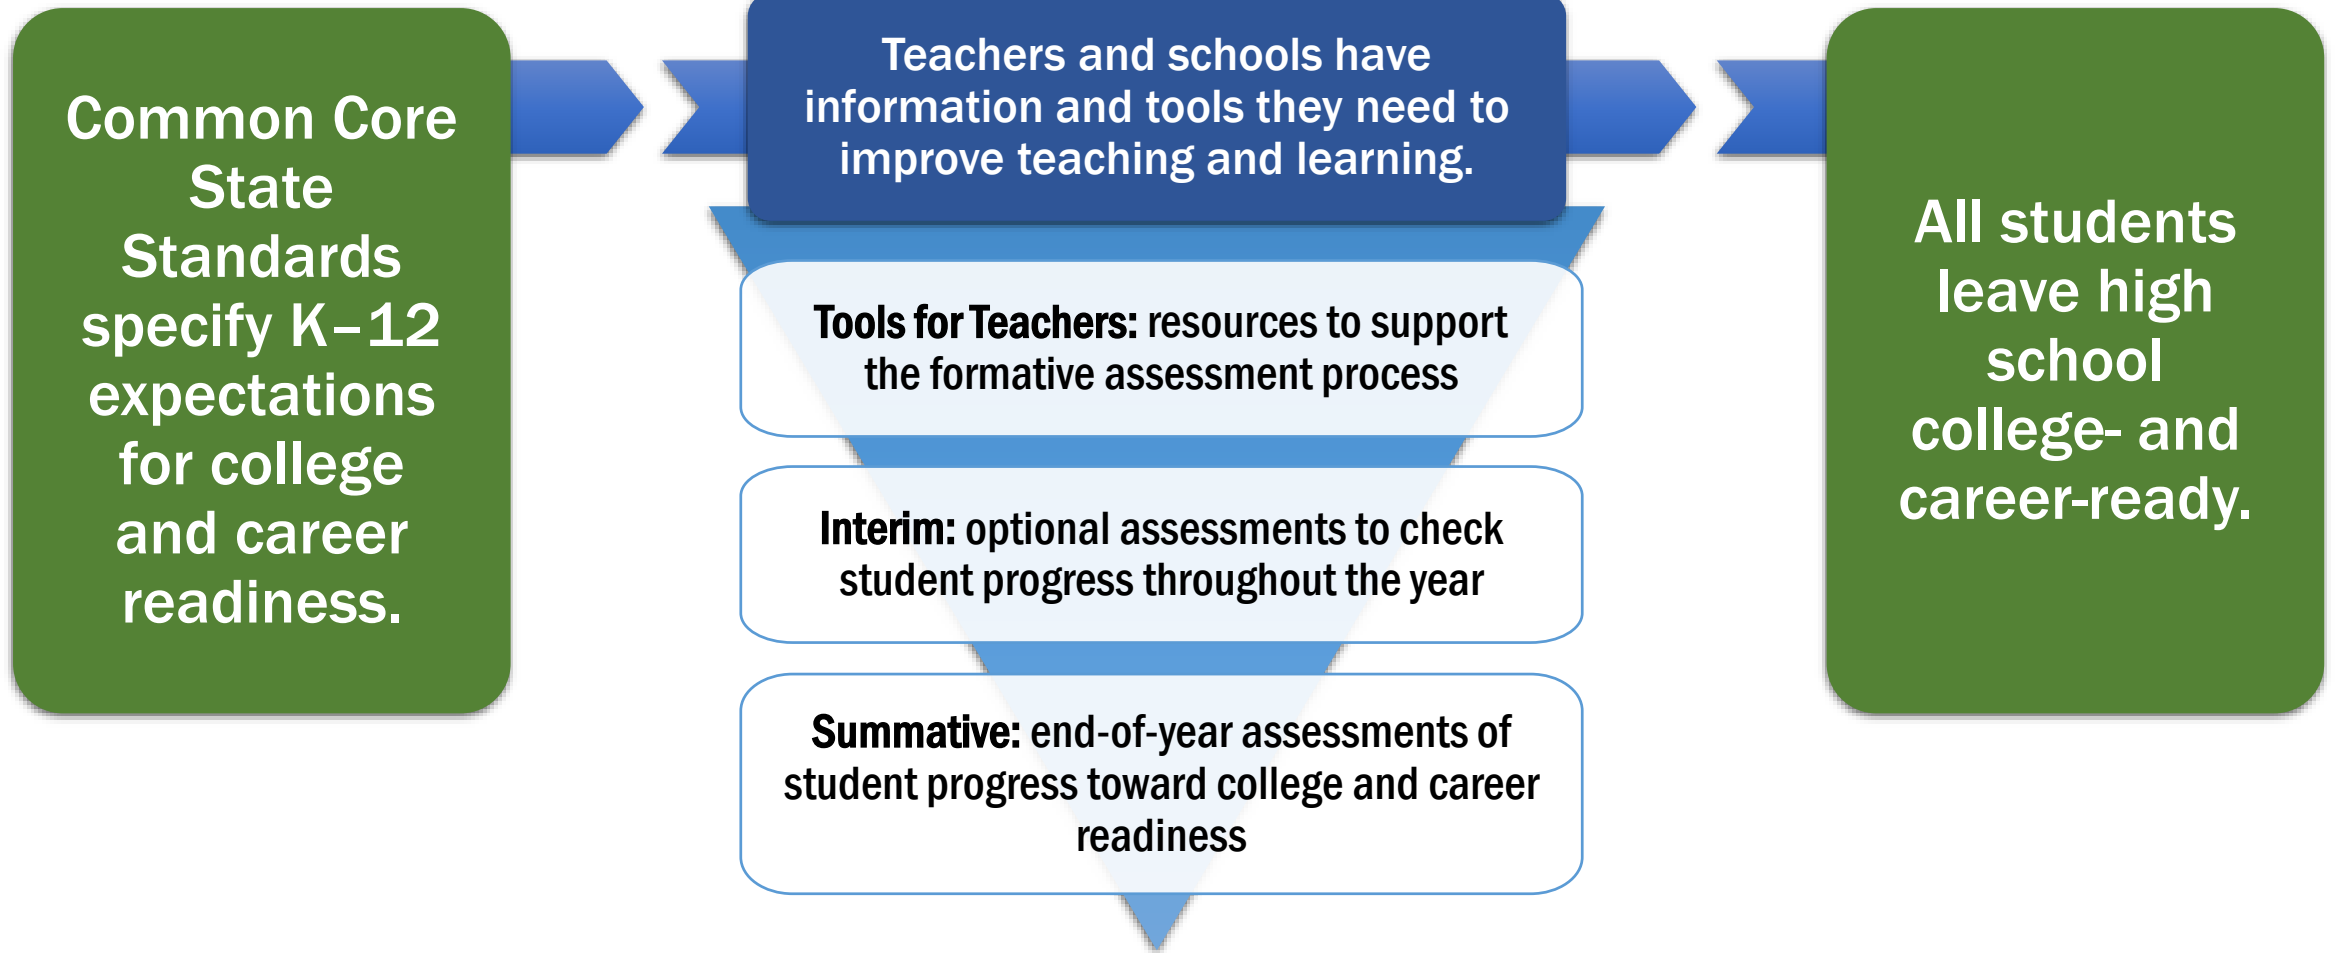 Common Core
State
Standards
specify K–12
expectations
for college
and career
readiness.
Teachers and schools have
information and tools they need to
improve teaching and learning.
Tools for Teachers: resources to support
the formative assessment process
Interim: optional assessments to check
student progress throughout the year
Summative: end-of-year assessments of
student progress toward college and career
readiness
All students
leave high
school
college- and
career-ready.